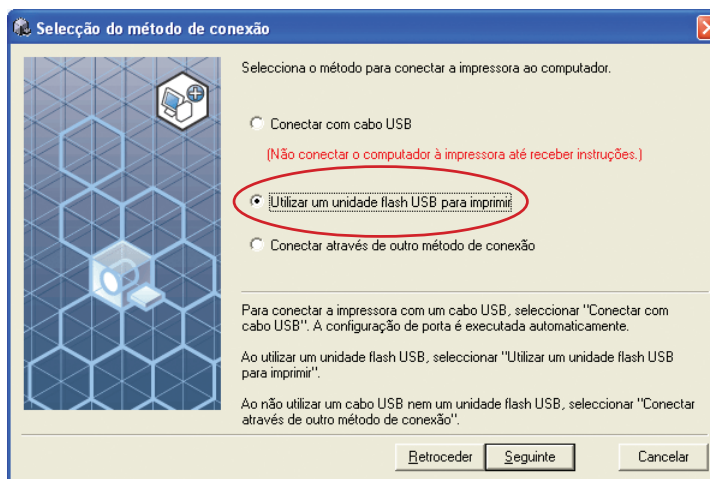 Selecção do método de conexão
Selecciona o método para conectar a impressora ao computador.
Conectar com cabo USB
(Não conectar o computador à impressora até receber instruções.)
Utilizar um unidade flash USB para imprimir
Conectar através de outro método de conexão
Para conectar a impressora com um cabo USB, seleccionar "Conectar com
cabo USB". A configuração de porta é executada automaticamente.
Ao utilizar um unidade flash USB, seleccionar "Utilizar um unidade flash USB
para imprimir".
Ao não utilizar um cabo USB nem um unidade flash USB, seleccionar "Conectar
através de outro método de conexão".
Retroceder Seguinte Cancelar